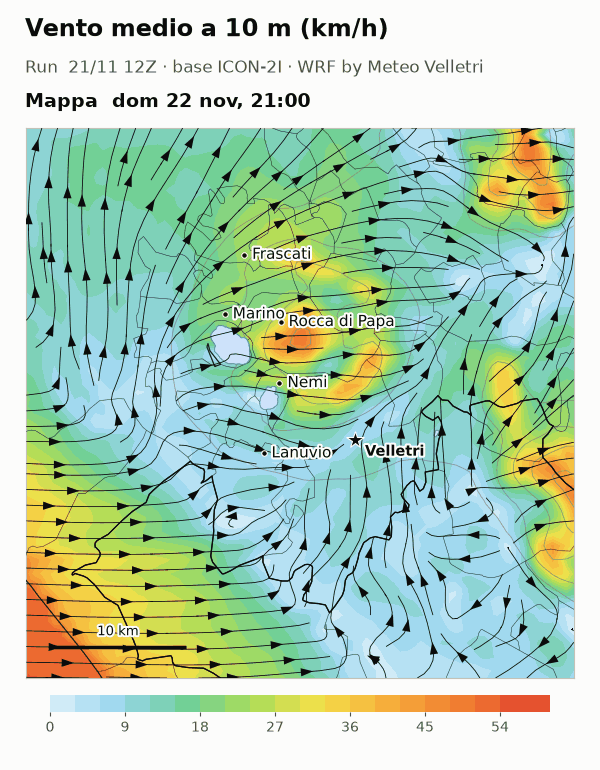 Vento medio a 10 m (km/h)
Run  21/11 12Z · base ICON-2I · WRF by Meteo Velletri
Mappa  dom 22 nov, 21:00
Frascati
Marino
Rocca di Papa
Nemi
Velletri
Lanuvio
10 km
0 9 18 27 36 45 54